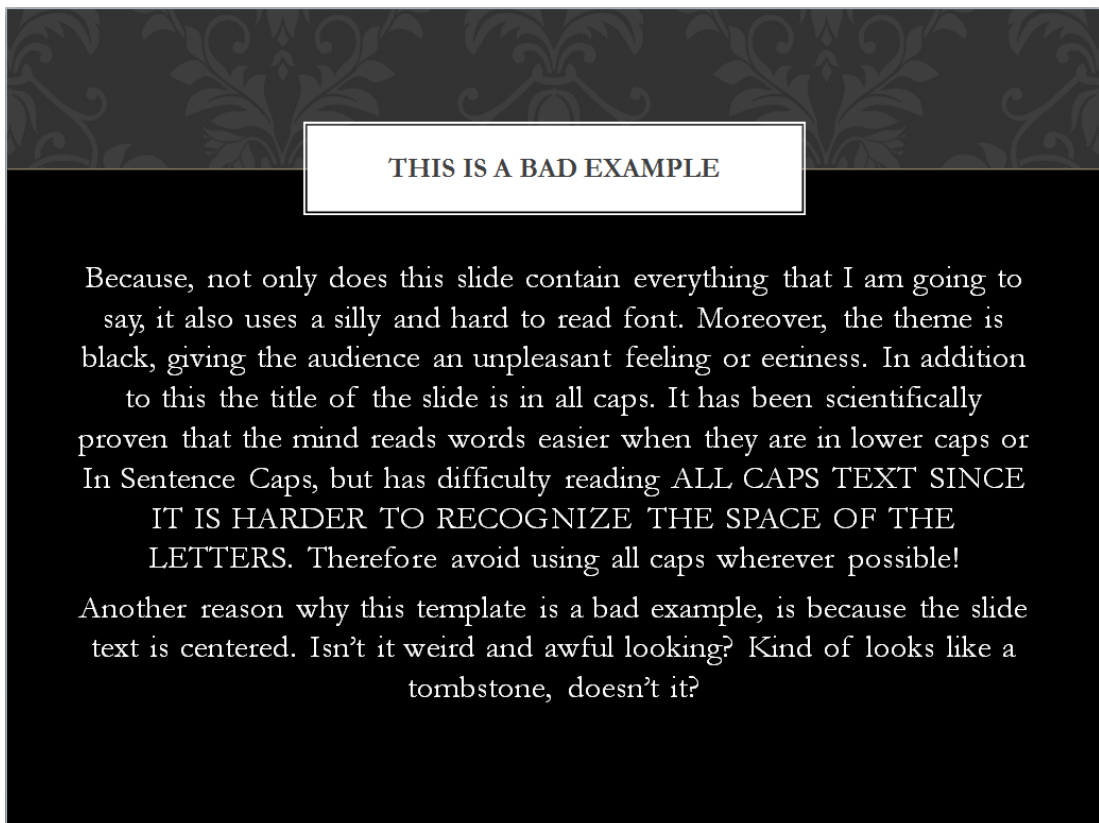 THIS IS A BAD EXAMPLE
Because, not only does this slide contain everything that I am going to
say, it also uses a silly and hard to read font. Moreover, the theme is
black, giving the audience an unpleasant feeling or eeriness. In addition
to this the title of the slide is in all caps. It has been scientifically
proven that the mind reads words easier when they are in lower caps or
In Sentence Caps, but has difficulty reading ALL CAPS TEXT SINCE
IT IS HARDER TO RECOGNIZE THE SPACE OF THE
LETTERS. Therefore avoid using all caps wherever possible!
Another reason why this template is a bad example, is because the slide
text is centered. Isn’t it weird and awful looking? Kind of looks like a
tombstone, doesn’t it?